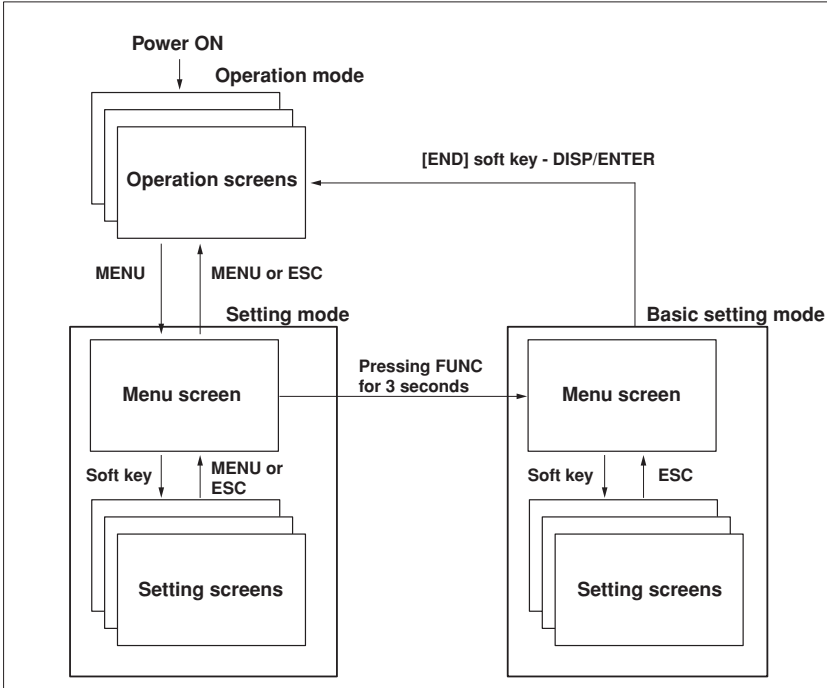 Power ON
Operation mode
Operation screens
[END] soft key - DISP/ENTER
MENU
MENU or ESC
Setting mode
Basic setting mode
Menu screen
Pressing FUNC
for 3 seconds
Menu screen
Soft key
MENU or
ESC
Soft key
ESC
Setting screens
Setting screens